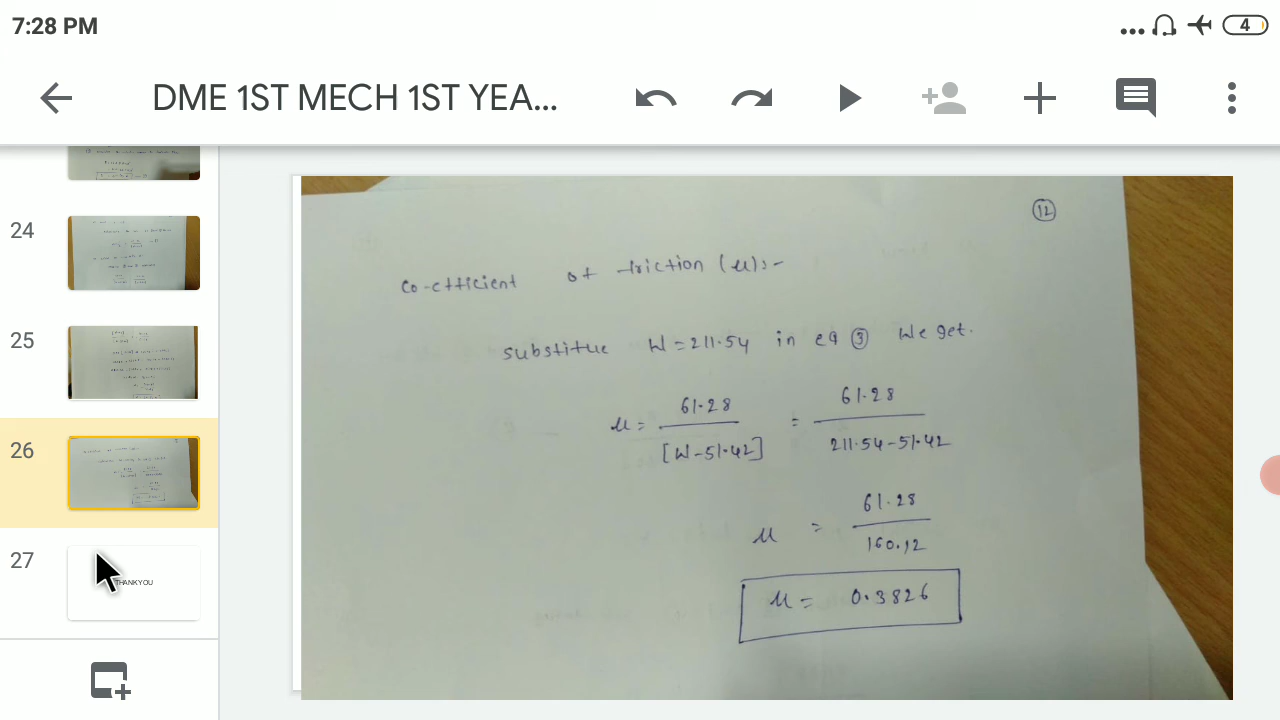 7:28 PM
4
DME 1ST MECH 1ST YEA...
24
25
26
27
THANKYOU
12
Co-efficient of friction (μ):-
substitue W=211.54 in eq ③ We get.
μ = 61.28 / [W-51.42] = 61.28 / 211.54-51.42
μ = 61.28 / 160.12
μ = 0.3826